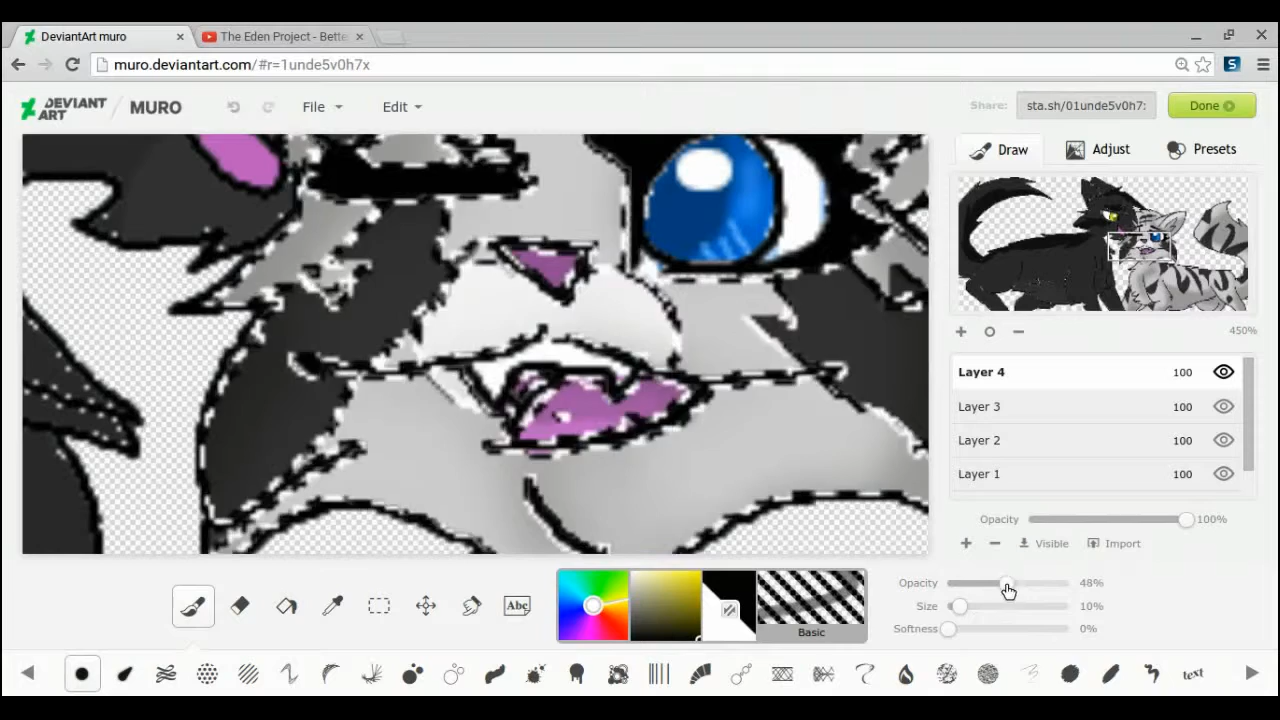 DeviantArt muro
The Eden Project - Bette
muro.deviantart.com/#r=1unde5v0h7x
DEVIANT ART / MURO
File
Edit
Share:
sta.sh/01unde5v0h7:
Done
Draw
Adjust
Presets
450%
Layer 4 100
Layer 3 100
Layer 2 100
Layer 1 100
Opacity 100%
Visible
Import
Opacity 48%
Size 10%
Softness 0%
Abc
Basic
text